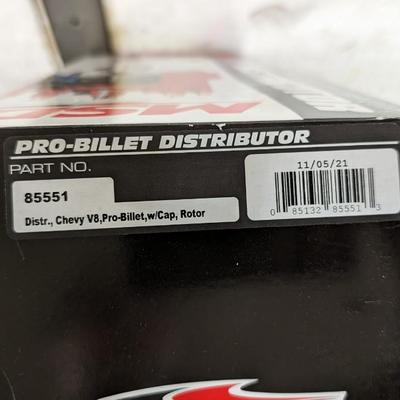 MSD
PRO-BILLET DISTRIBUTOR
PART NO.
85551
Distr., Chevy V8,Pro-Billet,w/Cap, Rotor
11/05/21
0 85132 85551 3